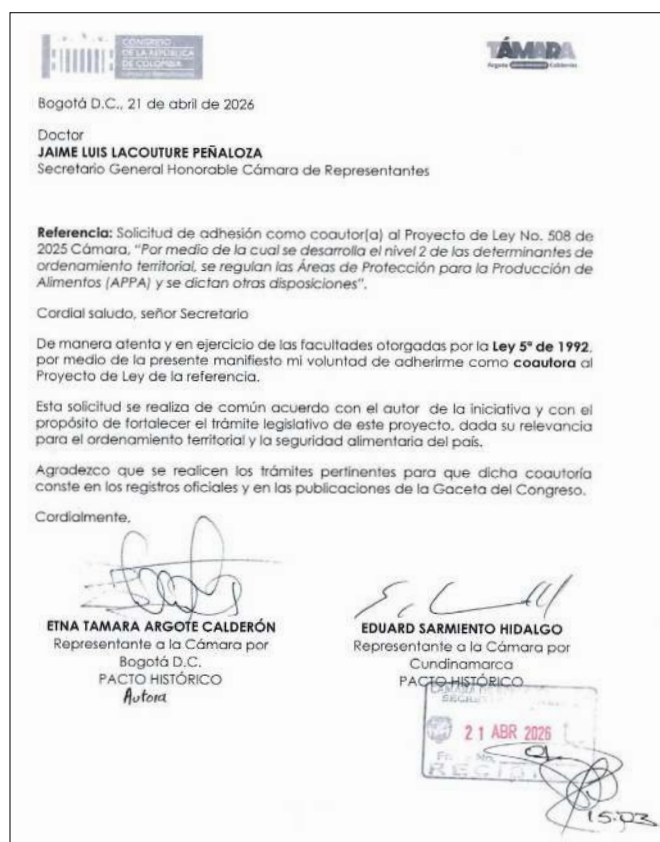 CONGRESO
DE LA REPÚBLICA
DE COLOMBIA
TÁMARA
Argote Calderón
Bogotá D.C., 21 de abril de 2026
Doctor
JAIME LUIS LACOUTURE PEÑALOZA
Secretario General Honorable Cámara de Representantes
Referencia: Solicitud de adhesión como coautor(a) al Proyecto de Ley No. 508 de
2025 Cámara, "Por medio de la cual se desarrolla el nivel 2 de las determinantes de
ordenamiento territorial, se regulan las Áreas de Protección para la Producción de
Alimentos (APPA) y se dictan otras disposiciones".
Cordial saludo, señor Secretario
De manera atenta y en ejercicio de las facultades otorgadas por la Ley 5ª de 1992,
por medio de la presente manifiesto mi voluntad de adherirme como coautora al
Proyecto de Ley de la referencia.
Esta solicitud se realiza de común acuerdo con el autor de la iniciativa y con el
propósito de fortalecer el trámite legislativo de este proyecto, dada su relevancia
para el ordenamiento territorial y la seguridad alimentaria del país.
Agradezco que se realicen los trámites pertinentes para que dicha coautoría
conste en los registros oficiales y en las publicaciones de la Gaceta del Congreso.
Cordialmente,
ETNA TAMARA ARGOTE CALDERÓN
Representante a la Cámara por
Bogotá D.C.
PACTO HISTÓRICO
Autora
EDUARD SARMIENTO HIDALGO
Representante a la Cámara por
Cundinamarca
PACTO HISTÓRICO
21 ABR 2026
15:03